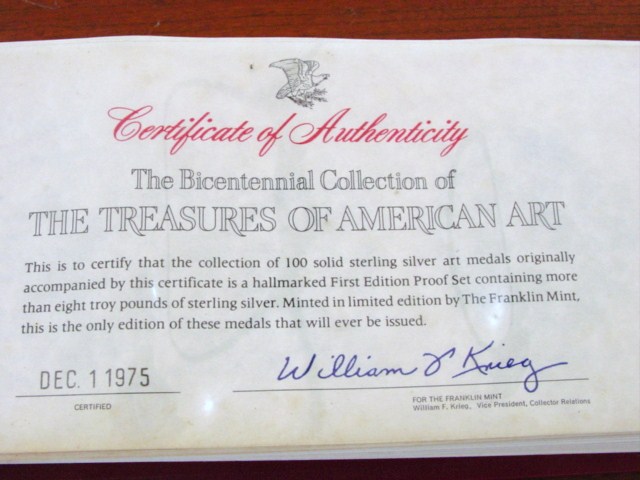 Certificate of Authenticity
The Bicentennial Collection of
THE TREASURES OF AMERICAN ART
This is to certify that the collection of 100 solid sterling silver art medals originally
accompanied by this certificate is a hallmarked First Edition Proof Set containing more
than eight troy pounds of sterling silver. Minted in limited edition by The Franklin Mint,
this is the only edition of these medals that will ever be issued.
DEC. 1 1975
William F Krieg
CERTIFIED
FOR THE FRANKLIN MINT
William F. Krieg, Vice President, Collector Relations